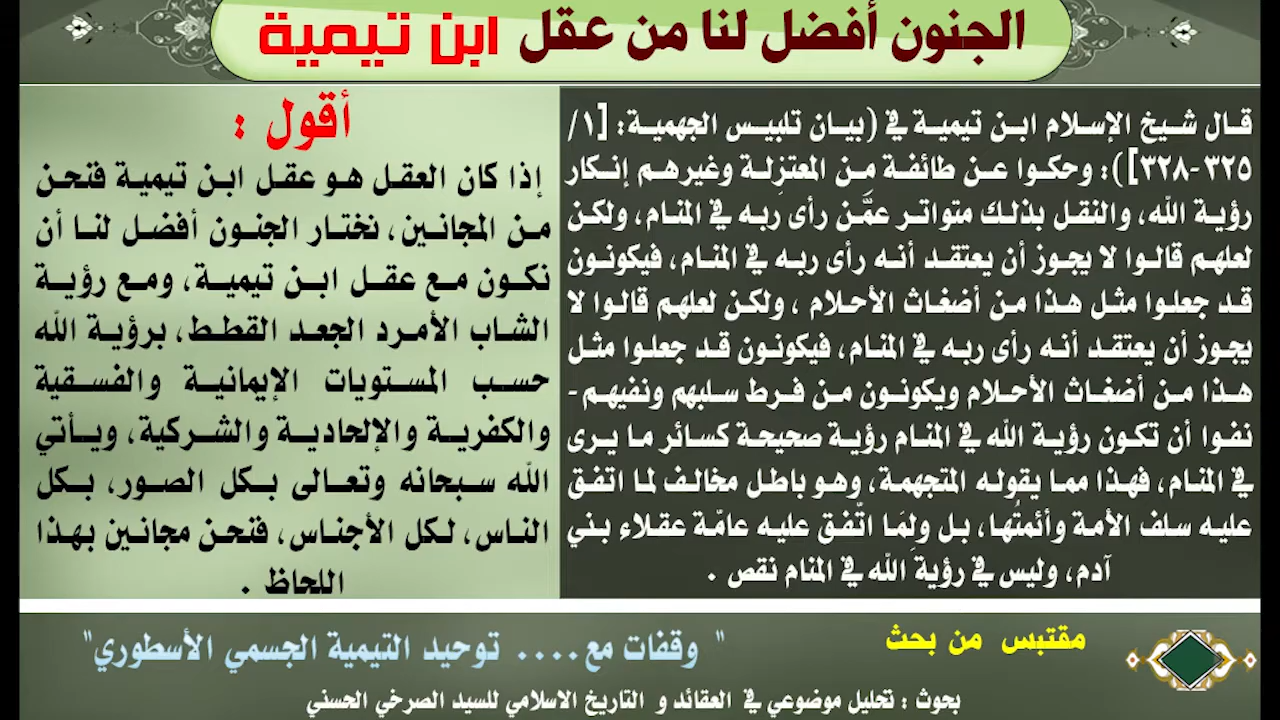 الجنون أفضل لنا من عقل ابن تيمية
قال شيخ الإسلام ابن تيمية في (بيان تلبيس الجهمية: [١/
٣٢٥-٣٢٨]): وحكوا عن طائفة من المعتزِلة وغيرهم إنكار
رؤية الله، والنقل بذلك متواتر عمَّن رأى ربه في المنام، ولكن
لعلهم قالوا لا يجوز أن يعتقد أنه رأى ربه في المنام، فيكونون
قد جعلوا مثل هذا من أضغاث الأحلام ، ولكن لعلهم قالوا لا
يجوز أن يعتقد أنه رأى ربه في المنام، فيكونون قد جعلوا مثل
هذا من أضغاث الأحلام ويكونون من فرط سلبهم ونفيهم-
نفوا أن تكون رؤية الله في المنام رؤية صحيحة كسائر ما يرى
في المنام، فهذا مما يقوله المتجهمة، وهو باطل مخالف لما اتفق
عليه سلف الأمة وأئمتُها، بل ولِمَا اتّفق عليه عامّة عقلاء بني
آدم، وليس في رؤية الله في المنام نقص .
أقول :
إذا كان العقل هو عقل ابن تيمية فنحن
من المجانين، نختار الجنون أفضل لنا أن
نكون مع عقل ابن تيمية، ومع رؤية
الشاب الأمرد الجعد القطط، برؤية الله
حسب المستويات الإيمانية والفسقية
والكفرية والإلحادية والشركية، ويأتي
الله سبحانه وتعالى بكل الصور، بكل
الناس، لكل الأجناس، فنحن مجانين بهذا
اللحاظ .
مقتبس من بحث
" وقفات مع.... توحيد التيمية الجسمي الأسطوري"
بحوث : تحليل موضوعي في العقائد و التاريخ الاسلامي للسيد الصرخي الحسني